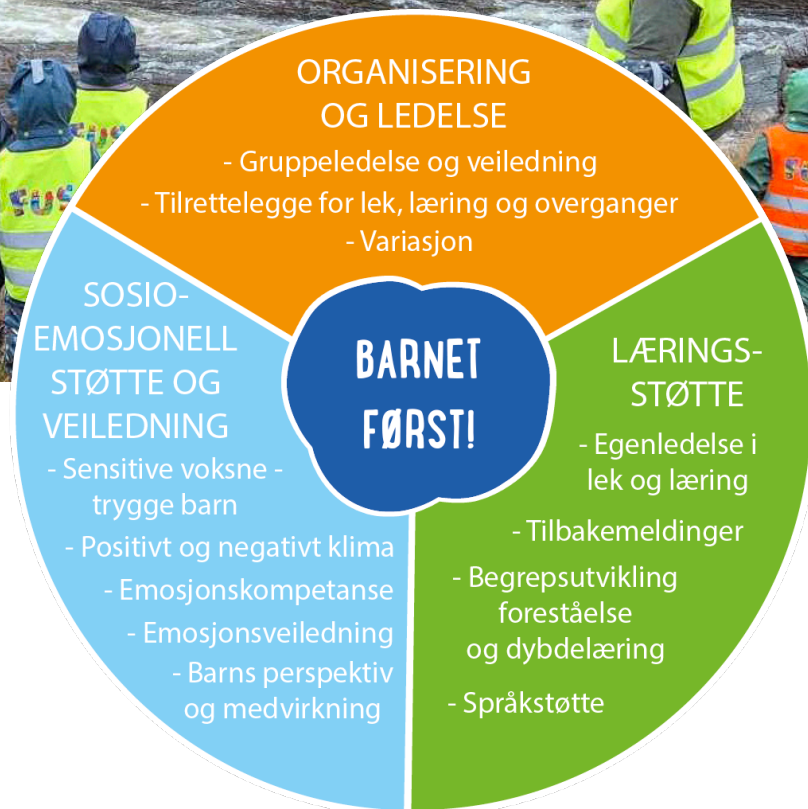 ORGANISERING
OG LEDELSE
- Gruppeledelse og veiledning
- Tilrettelegge for lek, læring og overganger
- Variasjon
SOSIO-
EMOSJONELL
STØTTE OG
VEILEDNING
- Sensitive voksne -
trygge barn
- Positivt og negativt klima
- Emosjonskompetanse
- Emosjonsveiledning
- Barns perspektiv
og medvirkning
BARNET
FØRST!
LÆRINGS-
STØTTE
- Egenledelse i
lek og læring
- Tilbakemeldinger
- Begrepsutvikling
foreståelse
og dybdelæring
- Språkstøtte
FUS
FUS